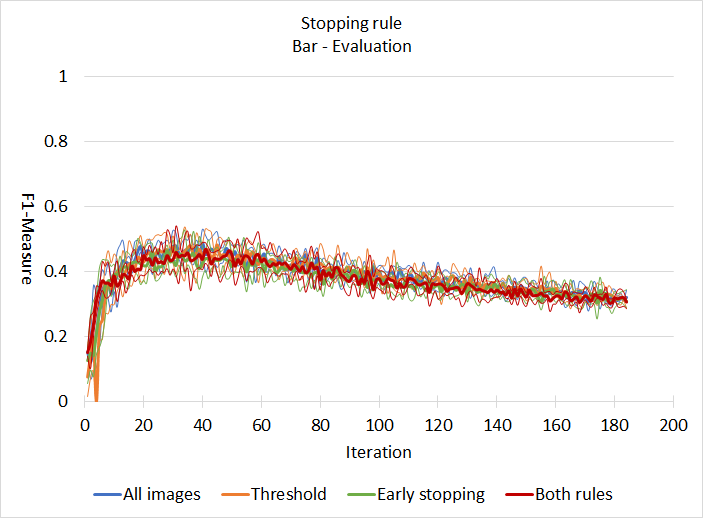 Stopping rule
Bar - Evaluation
1
0.8
0.6
0.4
0.2
0
F1-Measure
0 20 40 60 80 100 120 140 160 180 200
Iteration
All images Threshold Early stopping Both rules